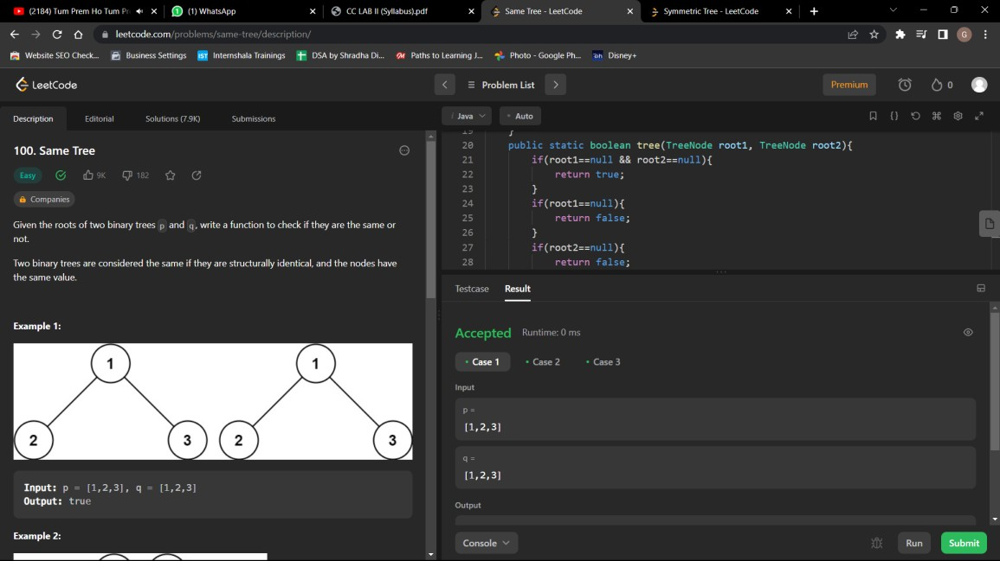 (2184) Tum Prem Ho Tum Pr
(1) WhatsApp
CC LAB II (Syllabus).pdf
Same Tree - LeetCode
Symmetric Tree - LeetCode
leetcode.com/problems/same-tree/description/
G
Website SEO Check...
Business Settings
IST Internshala Trainings
DSA by Shradha Di...
Paths to Learning J...
Photo - Google Ph...
Disney+
LeetCode
Problem List
Premium
0
Description
Editorial
Solutions (7.9K)
Submissions
i Java
Auto
100. Same Tree
Easy
9K
182
Companies
Given the roots of two binary trees p and q, write a function to check if they are the same or
not.
Two binary trees are considered the same if they are structurally identical, and the nodes have
the same value.
Example 1:
1 1
2 3 2 3
Input: p = [1,2,3], q = [1,2,3]
Output: true
Example 2:
19 }
20 public static boolean tree(TreeNode root1, TreeNode root2){
21 if(root1==null && root2==null){
22 return true;
23 }
24 if(root1==null){
25 return false;
26 }
27 if(root2==null){
28 return false;
Testcase
Result
Accepted Runtime: 0 ms
Case 1
Case 2
Case 3
Input
p =
[1,2,3]
q =
[1,2,3]
Output
Console
Run
Submit